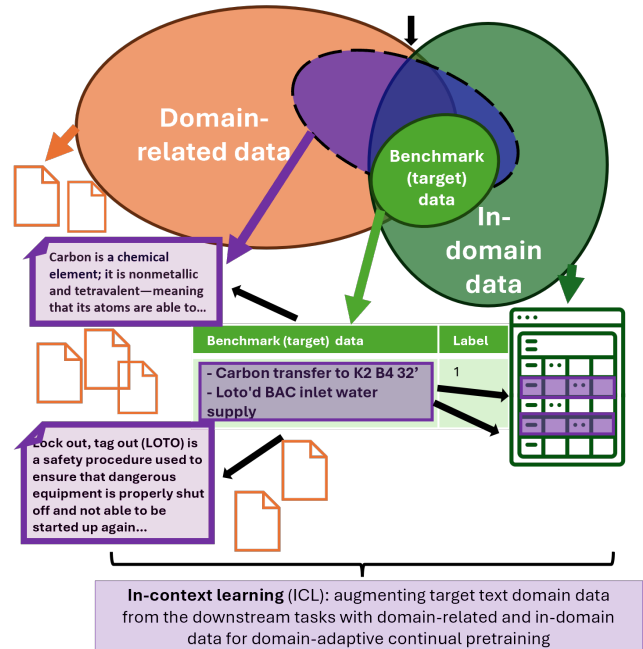 Domain-
related data
Benchmark
(target)
data
In-
domain
data
Carbon is a chemical
element; it is nonmetallic
and tetravalent—meaning
that its atoms are able to...
Benchmark (target) data Label
- Carbon transfer to K2 B4 32’ 1
- Loto'd BAC inlet water
supply
Lock out, tag out (LOTO) is
a safety procedure used to
ensure that dangerous
equipment is properly shut
off and not able to be
started up again...
In-context learning (ICL): augmenting target text domain data
from the downstream tasks with domain-related and in-domain
data for domain-adaptive continual pretraining